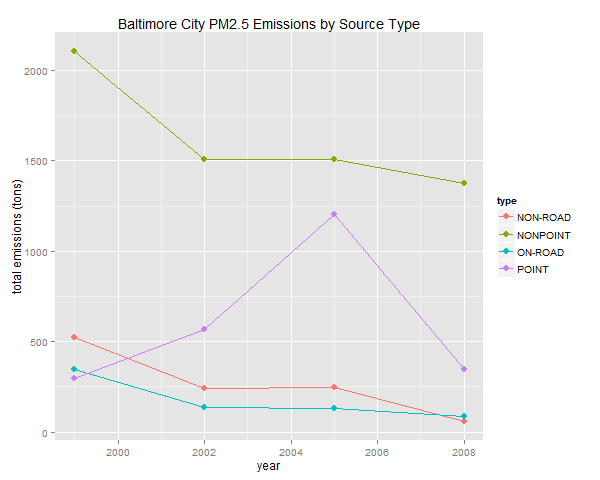 Baltimore City PM2.5 Emissions by Source Type
total emissions (tons)
2000
1500
1000
500
0
2000
2002
2004
2006
2008
year
type
NON-ROAD
NONPOINT
ON-ROAD
POINT